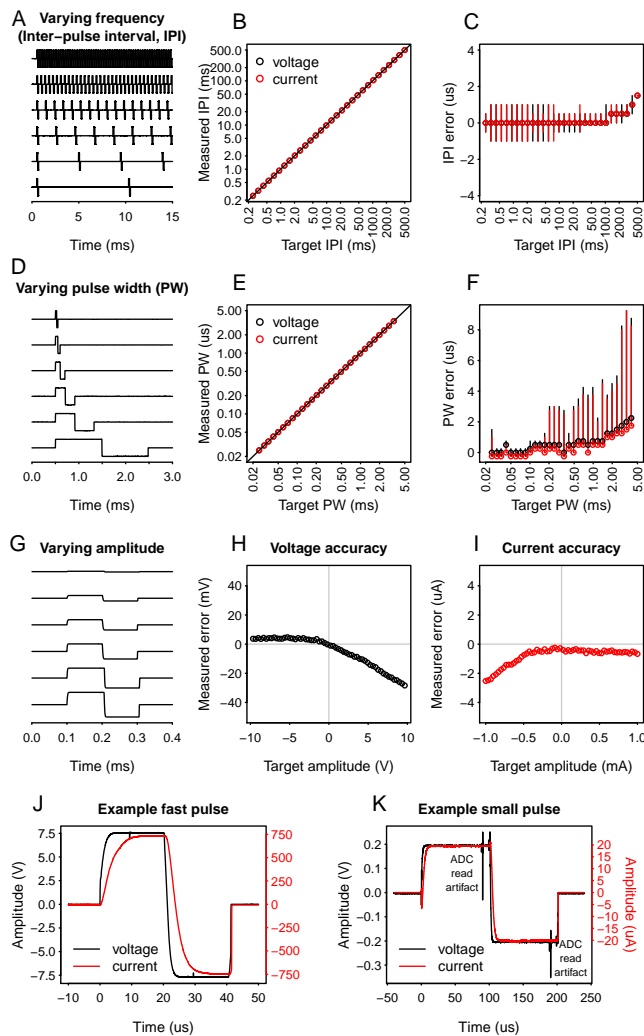 A
Varying frequency
(Inter−pulse interval, IPI)
0
5
10
15
Time (ms)
B
voltage
current
Measured IPI (ms)
500.0
100.0
50.0
20.0
5.0
2.0
0.5
0.2
0.2
0.5
1.0
2.0
5.0
10.0
20.0
50.0
100.0
500.0
Target IPI (ms)
C
IPI error (us)
4
2
0
−2
−4
0.2
0.5
1.0
2.0
5.0
10.0
20.0
50.0
100.0
500.0
Target IPI (ms)
D
Varying pulse width (PW)
0.0
1.0
2.0
3.0
Time (ms)
E
voltage
current
Measured PW (us)
5.00
2.00
1.00
0.20
0.10
0.05
0.02
0.02
0.05
0.10
0.20
0.50
1.00
2.00
5.00
Target PW (ms)
F
PW error (us)
8
6
4
2
0
0.02
0.05
0.10
0.20
0.50
1.00
2.00
5.00
Target PW (ms)
G
Varying amplitude
0.0
0.1
0.2
0.3
0.4
Time (ms)
H
Voltage accuracy
Measured error (mV)
40
20
0
−20
−40
−10
−5
0
5
10
Target amplitude (V)
I
Current accuracy
Measured error (uA)
4
2
0
−2
−4
−1.0
−0.5
0.0
0.5
1.0
Target amplitude (mA)
J
Example fast pulse
Amplitude (V)
7.5
5.0
2.5
0.0
−2.5
−5.0
−7.5
750
500
250
0
−250
−500
−750
voltage
current
−10
0
10
20
30
40
50
Time (us)
K
Example small pulse
Amplitude (V)
0.2
0.1
0.0
−0.1
−0.2
−0.3
20
15
10
5
0
−5
−10
−15
−20
Amplitude (uA)
ADC
read
artifact
ADC
read
artifact
voltage
current
−50
0
50
100
150
200
250
Time (us)